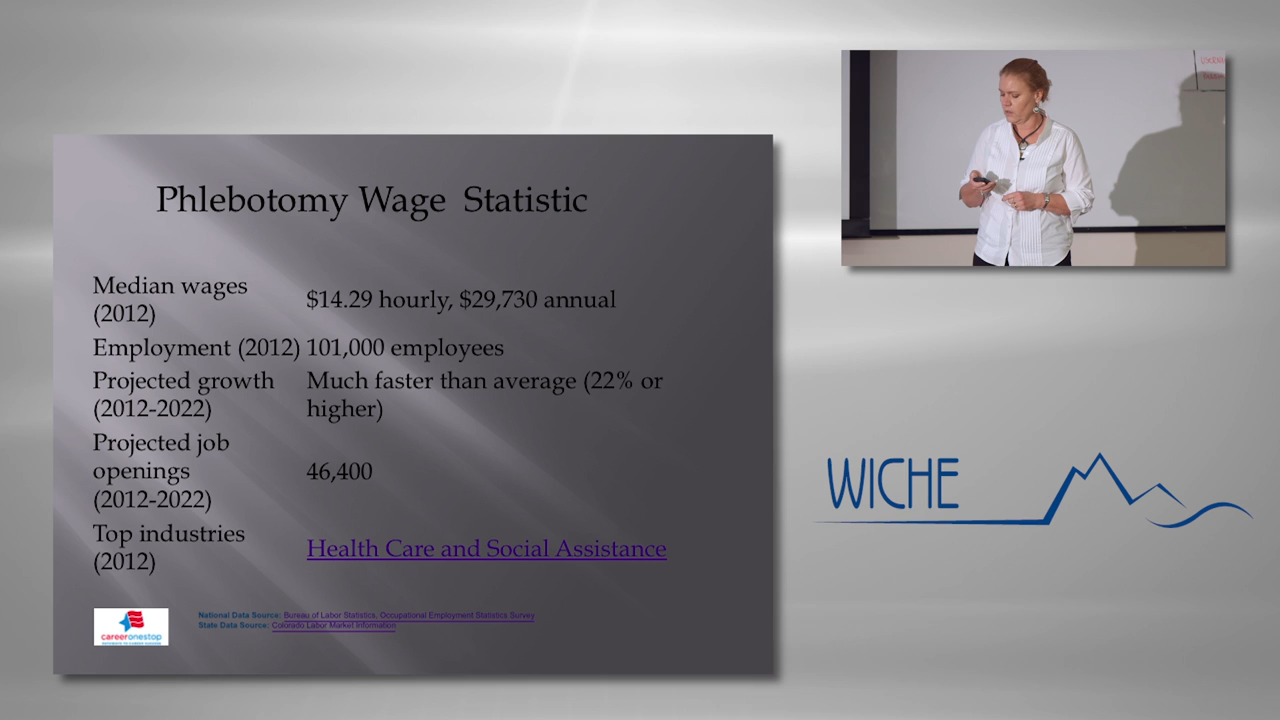 Phlebotomy Wage Statistic
Median wages
(2012)
$14.29 hourly, $29,730 annual
Employment (2012) 101,000 employees
Projected growth
(2012-2022)
Much faster than average (22% or
higher)
Projected job
openings
(2012-2022)
46,400
Top industries
(2012)
Health Care and Social Assistance
careeronestop
National Data Source: Bureau of Labor Statistics, Occupational Employment Statistics Survey
State Data Source: Colorado Labor Market Information
WICHE